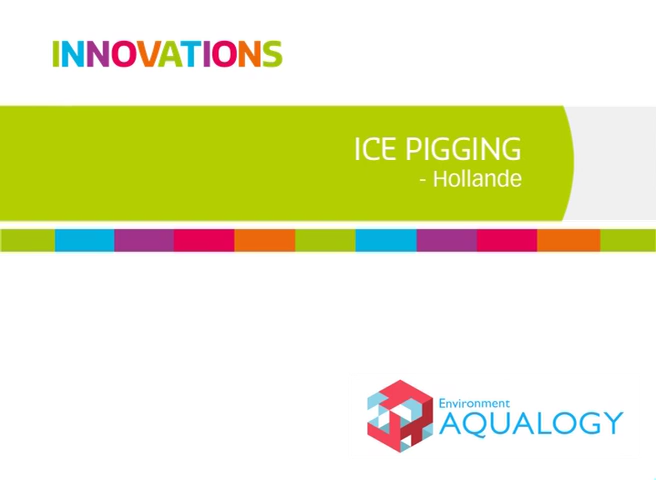 INNOVATIONS
ICE PIGGING
- Hollande
Environment
AQUALOGY